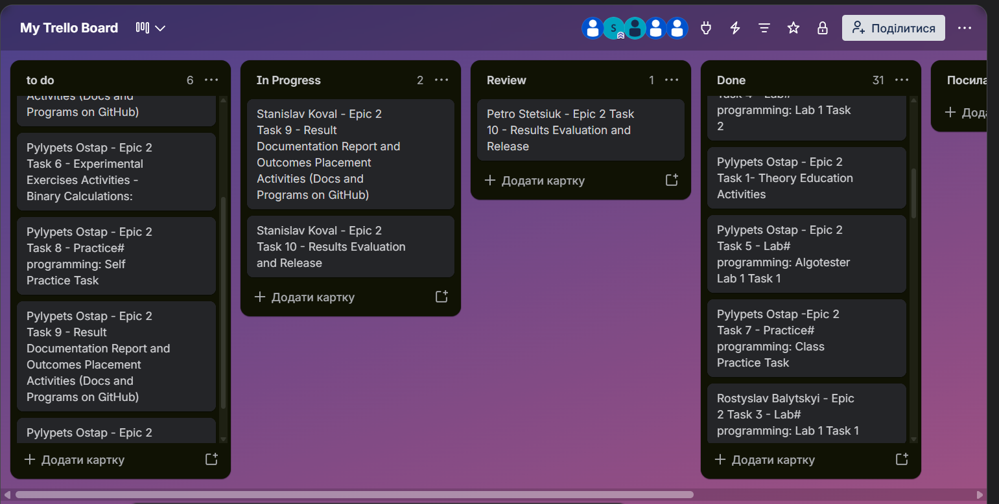 My Trello Board
S
Поділитися
to do
6
Activities (Docs and
Programs on GitHub)
Pylypets Ostap - Epic 2
Task 6 - Experimental
Exercises Activities -
Binary Calculations:
Pylypets Ostap - Epic 2
Task 8 - Practice#
programming: Self
Practice Task
Pylypets Ostap - Epic 2
Task 9 - Result
Documentation Report and
Outcomes Placement
Activities (Docs and
Programs on GitHub)
Pylypets Ostap - Epic 2
Додати картку
In Progress
2
Stanislav Koval - Epic 2
Task 9 - Result
Documentation Report and
Outcomes Placement
Activities (Docs and
Programs on GitHub)
Stanislav Koval - Epic 2
Task 10 - Results Evaluation
and Release
Додати картку
Review
1
Petro Stetsiuk - Epic 2 Task
10 - Results Evaluation and
Release
Додати картку
Done
31
Task 4 - Lab#
programming: Lab 1 Task
2
Pylypets Ostap - Epic 2
Task 1- Theory Education
Activities
Pylypets Ostap - Epic 2
Task 5 - Lab#
programming: Algotester
Lab 1 Task 1
Pylypets Ostap -Epic 2
Task 7 - Practice#
programming: Class
Practice Task
Rostyslav Balytskyi - Epic
2 Task 3 - Lab#
programming: Lab 1 Task 1
Додати картку
Посила
Дода